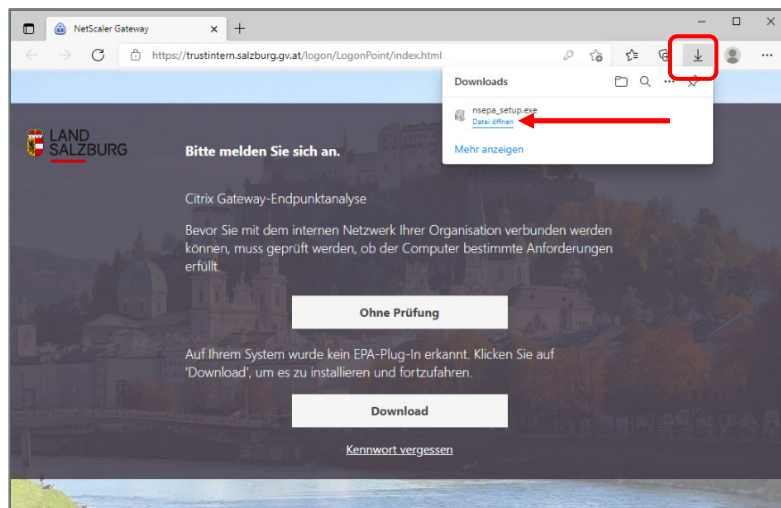 NetScaler Gateway
https://trustintern.salzburg.gv.at/logon/LogonPoint/index.html
Downloads
nsepa_setup.exe
Datei öffnen
Mehr anzeigen
LAND
SALZBURG
Bitte melden Sie sich an.
Citrix Gateway-Endpunktanalyse
Bevor Sie mit dem internen Netzwerk Ihrer Organisation verbunden werden
können, muss geprüft werden, ob der Computer bestimmte Anforderungen
erfüllt.
Ohne Prüfung
Auf Ihrem System wurde kein EPA-Plug-In erkannt. Klicken Sie auf
'Download', um es zu installieren und fortzufahren.
Download
Kennwort vergessen